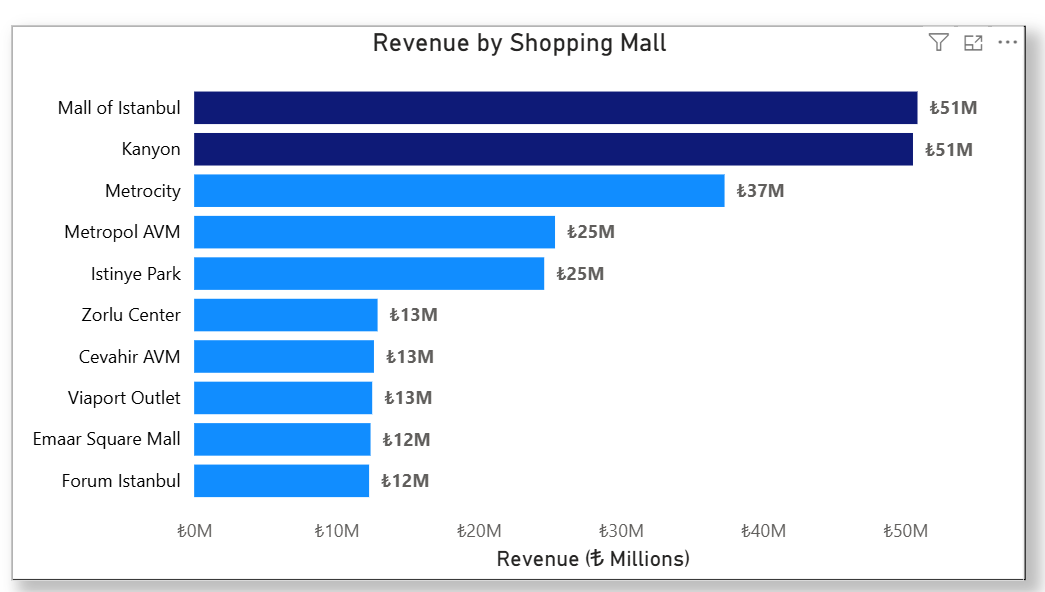 Revenue by Shopping Mall
Mall of Istanbul ₺51M
Kanyon ₺51M
Metrocity ₺37M
Metropol AVM ₺25M
Istinye Park ₺25M
Zorlu Center ₺13M
Cevahir AVM ₺13M
Viaport Outlet ₺13M
Emaar Square Mall ₺12M
Forum Istanbul ₺12M
₺0M ₺10M ₺20M ₺30M ₺40M ₺50M
Revenue (₺ Millions)